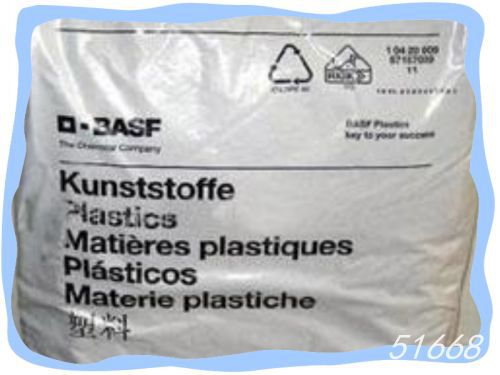 BASF
The Chemical Company
BASF Plastics
key to your success
Kunststoffe
Plastics
Matières plastiques
Plásticos
Materie plastiche
塑料
51668